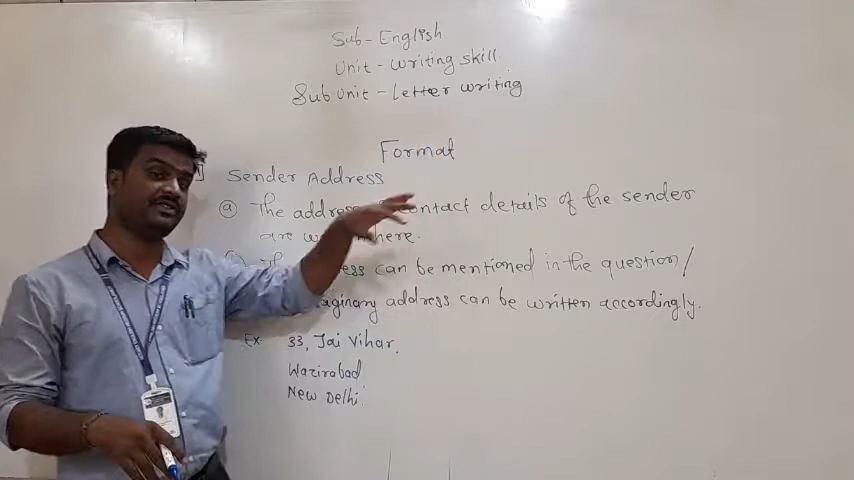 Sub - English
Unit - Writing skill
Sub Unit - Letter writing
Format
Sender Address
(a) The address contact details of the sender
are here.
can be mentioned in the question/
address can be written accordingly.
Ex: 33, Jai Vihar.
Wazirabad
New Delhi.